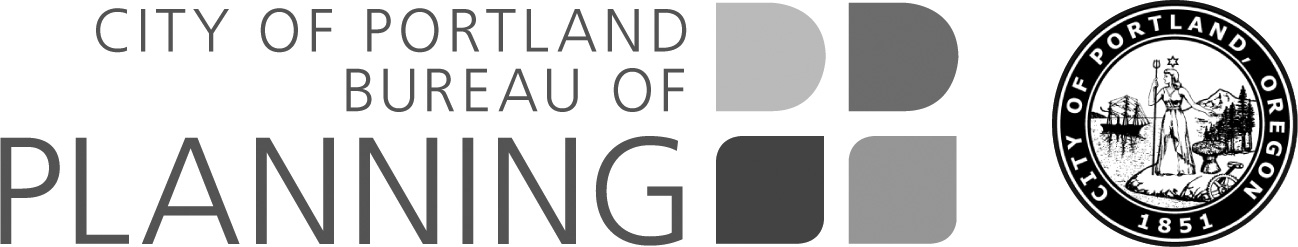 CITY OF PORTLAND
BUREAU OF
PLANNING
CITY OF PORTLAND, OREGON
1851